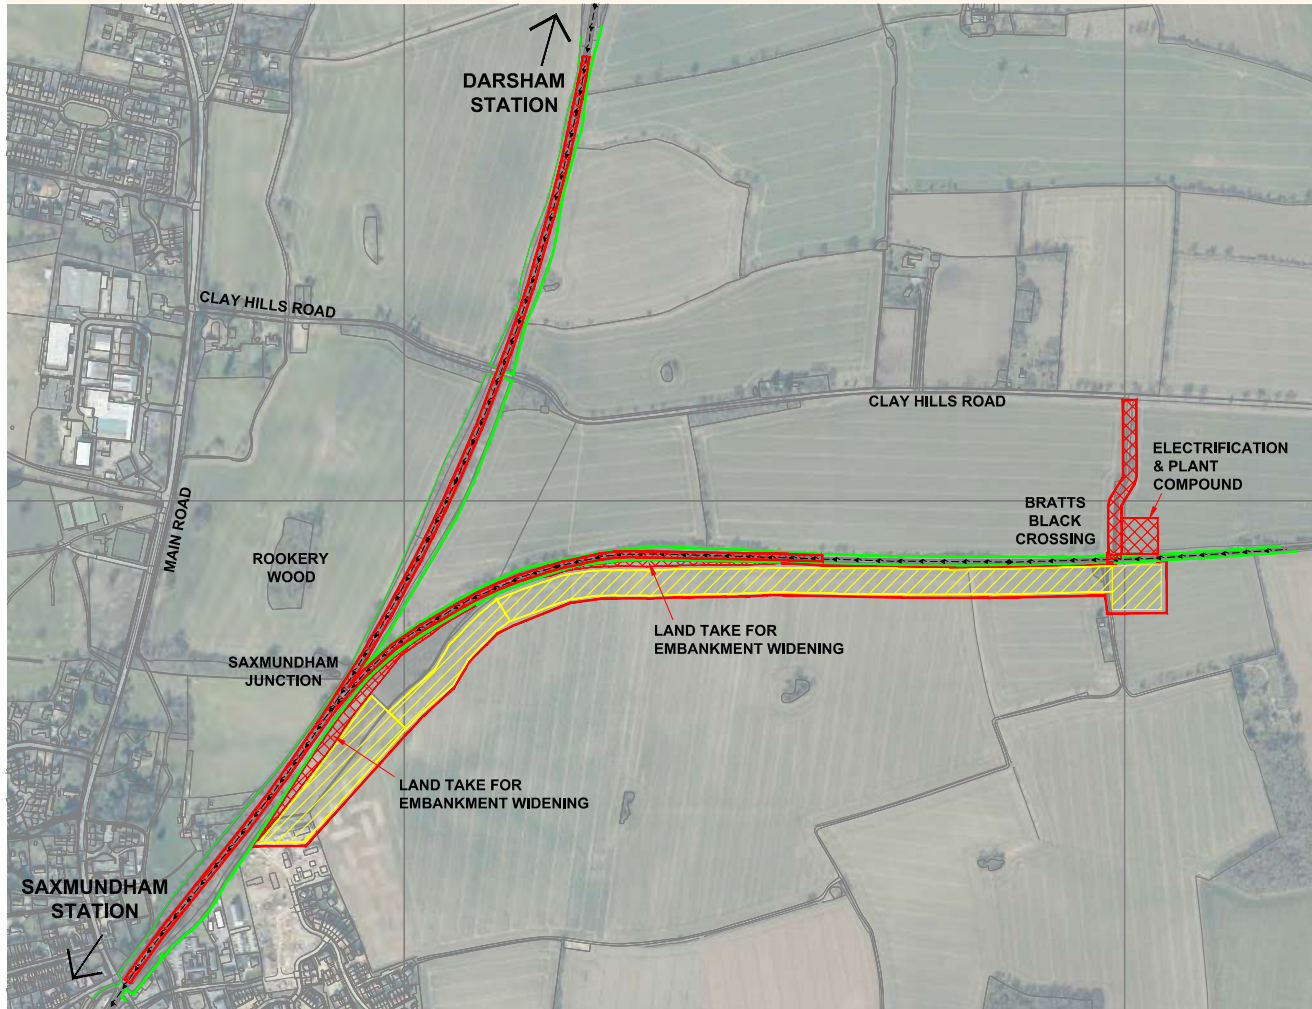 DARSHAM
STATION
CLAY HILLS ROAD
CLAY HILLS ROAD
ELECTRIFICATION
& PLANT
COMPOUND
MAIN ROAD
BRATTS
BLACK
CROSSING
ROOKERY
WOOD
LAND TAKE FOR
EMBANKMENT WIDENING
SAXMUNDHAM
JUNCTION
LAND TAKE FOR
EMBANKMENT WIDENING
SAXMUNDHAM
STATION